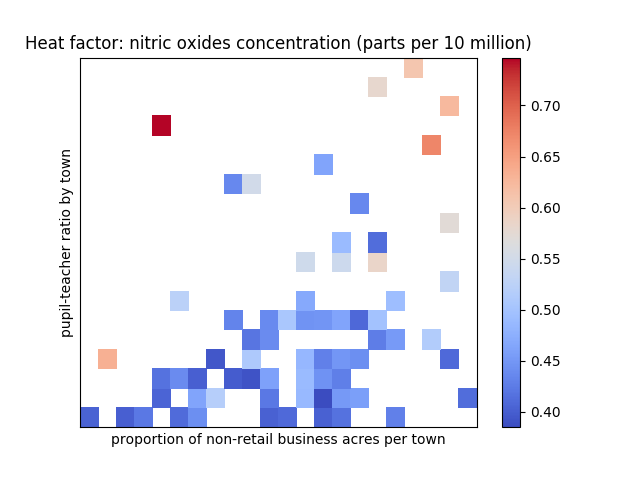 Heat factor: nitric oxides concentration (parts per 10 million)
pupil-teacher ratio by town
proportion of non-retail business acres per town
0.70
0.65
0.60
0.55
0.50
0.45
0.40